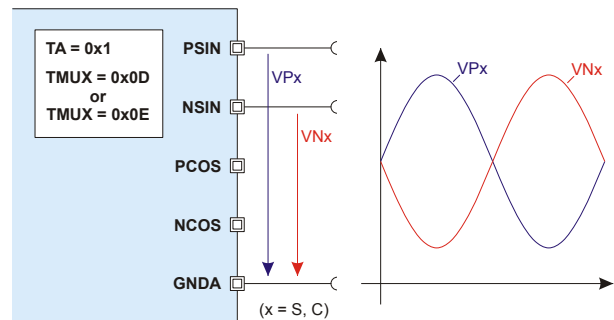 TA = 0x1
TMUX = 0x0D
or
TMUX = 0x0E
PSIN
NSIN
PCOS
NCOS
GNDA
VPx
VNx
(x = S, C)
VPx
VNx